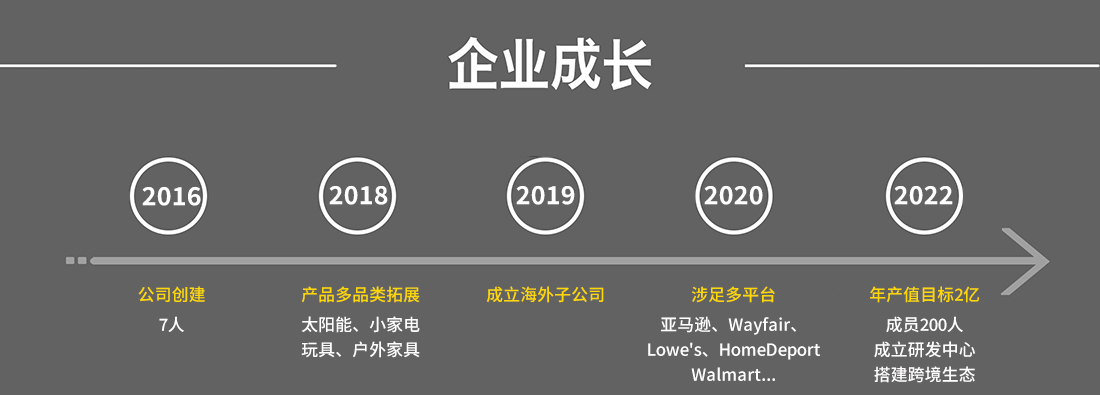 企业成长
2016
2018
2019
2020
2022
公司创建
7人
产品多品类拓展
太阳能、小家电
玩具、户外家具
成立海外子公司
涉足多平台
亚马逊、Wayfair、
Lowe's、HomeDeport
Walmart...
年产值目标2亿
成员200人
成立研发中心
搭建跨境生态